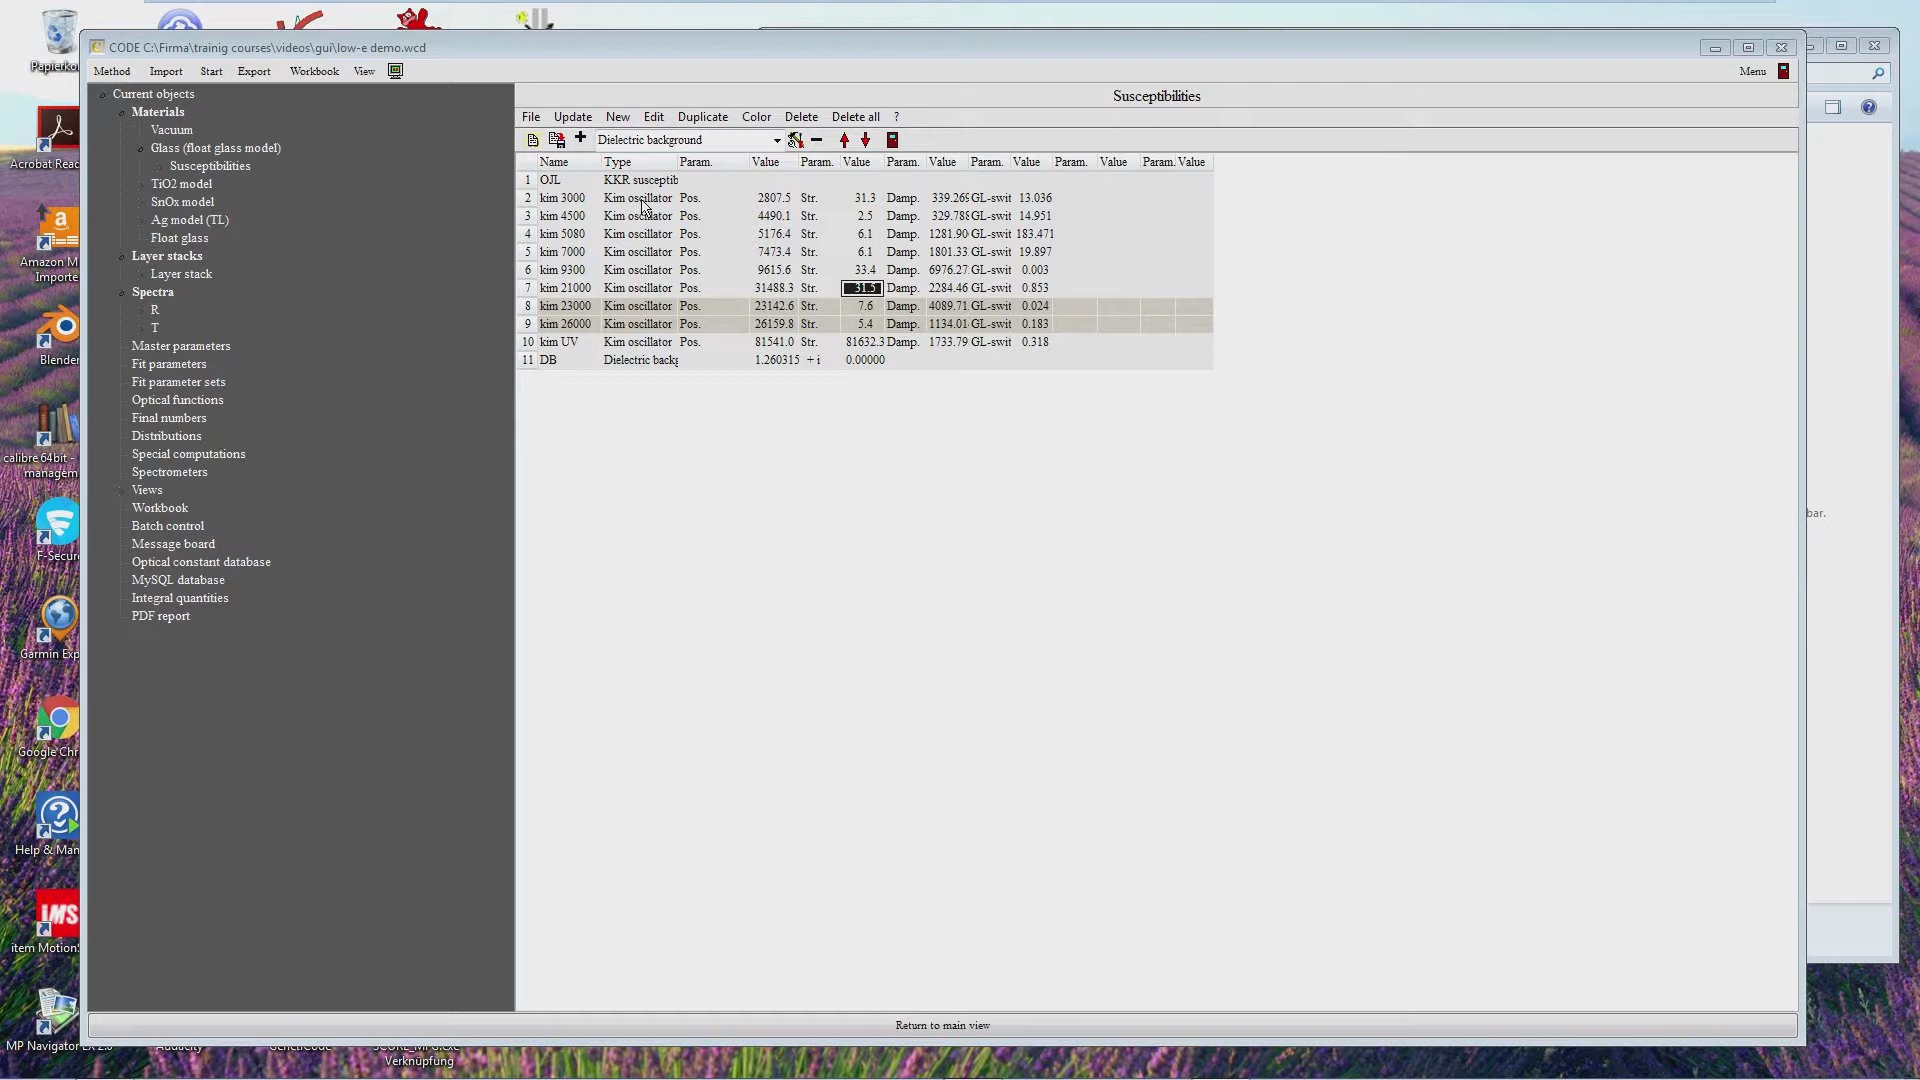 CODE C:\Firma\trainig courses\videos\gui\low-e demo.wcd
Method Import Start Export Workbook View
Menu
Current objects
Materials
Vacuum
Glass (float glass model)
Susceptibilities
TiO2 model
SnOx model
Ag model (TL)
Float glass
Layer stacks
Layer stack
Spectra
R
T
Master parameters
Fit parameters
Fit parameter sets
Optical functions
Final numbers
Distributions
Special computations
Spectrometers
Views
Workbook
Batch control
Message board
Optical constant database
MySQL database
Integral quantities
PDF report
Susceptibilities
File Update New Edit Duplicate Color Delete Delete all ?
Dielectric background
Name Type Param. Value Param. Value Param. Value Param. Value Param. Value Param. Value
1 OJL KKR susceptib
2 kim 3000 Kim oscillator Pos. 2807.5 Str. 31.3 Damp. 339.269 GL-swit 13.036
3 kim 4500 Kim oscillator Pos. 4490.1 Str. 2.5 Damp. 329.788 GL-swit 14.951
4 kim 5080 Kim oscillator Pos. 5176.4 Str. 6.1 Damp. 1281.90 GL-swit 183.471
5 kim 7000 Kim oscillator Pos. 7473.4 Str. 6.1 Damp. 1801.33 GL-swit 19.897
6 kim 9300 Kim oscillator Pos. 9615.6 Str. 33.4 Damp. 6976.27 GL-swit 0.003
7 kim 21000 Kim oscillator Pos. 31488.3 Str. 31.5 Damp. 2284.46 GL-swit 0.853
8 kim 23000 Kim oscillator Pos. 23142.6 Str. 7.6 Damp. 4089.71 GL-swit 0.024
9 kim 26000 Kim oscillator Pos. 26159.8 Str. 5.4 Damp. 1134.01 GL-swit 0.183
10 kim UV Kim oscillator Pos. 81541.0 Str. 81632.3 Damp. 1733.79 GL-swit 0.318
11 DB Dielectric backg 1.260315 + i 0.00000
Return to main view
Papierko
Acrobat Reac
Amazon M
Importe
Blender
calibre 64bit -
managem
F-Secure
Garmin Exp
Google Chr
Help & Man
item Motion
MP Navigator EX 2.0
Audacity
GeneticCode
Verknüpfung
bar.